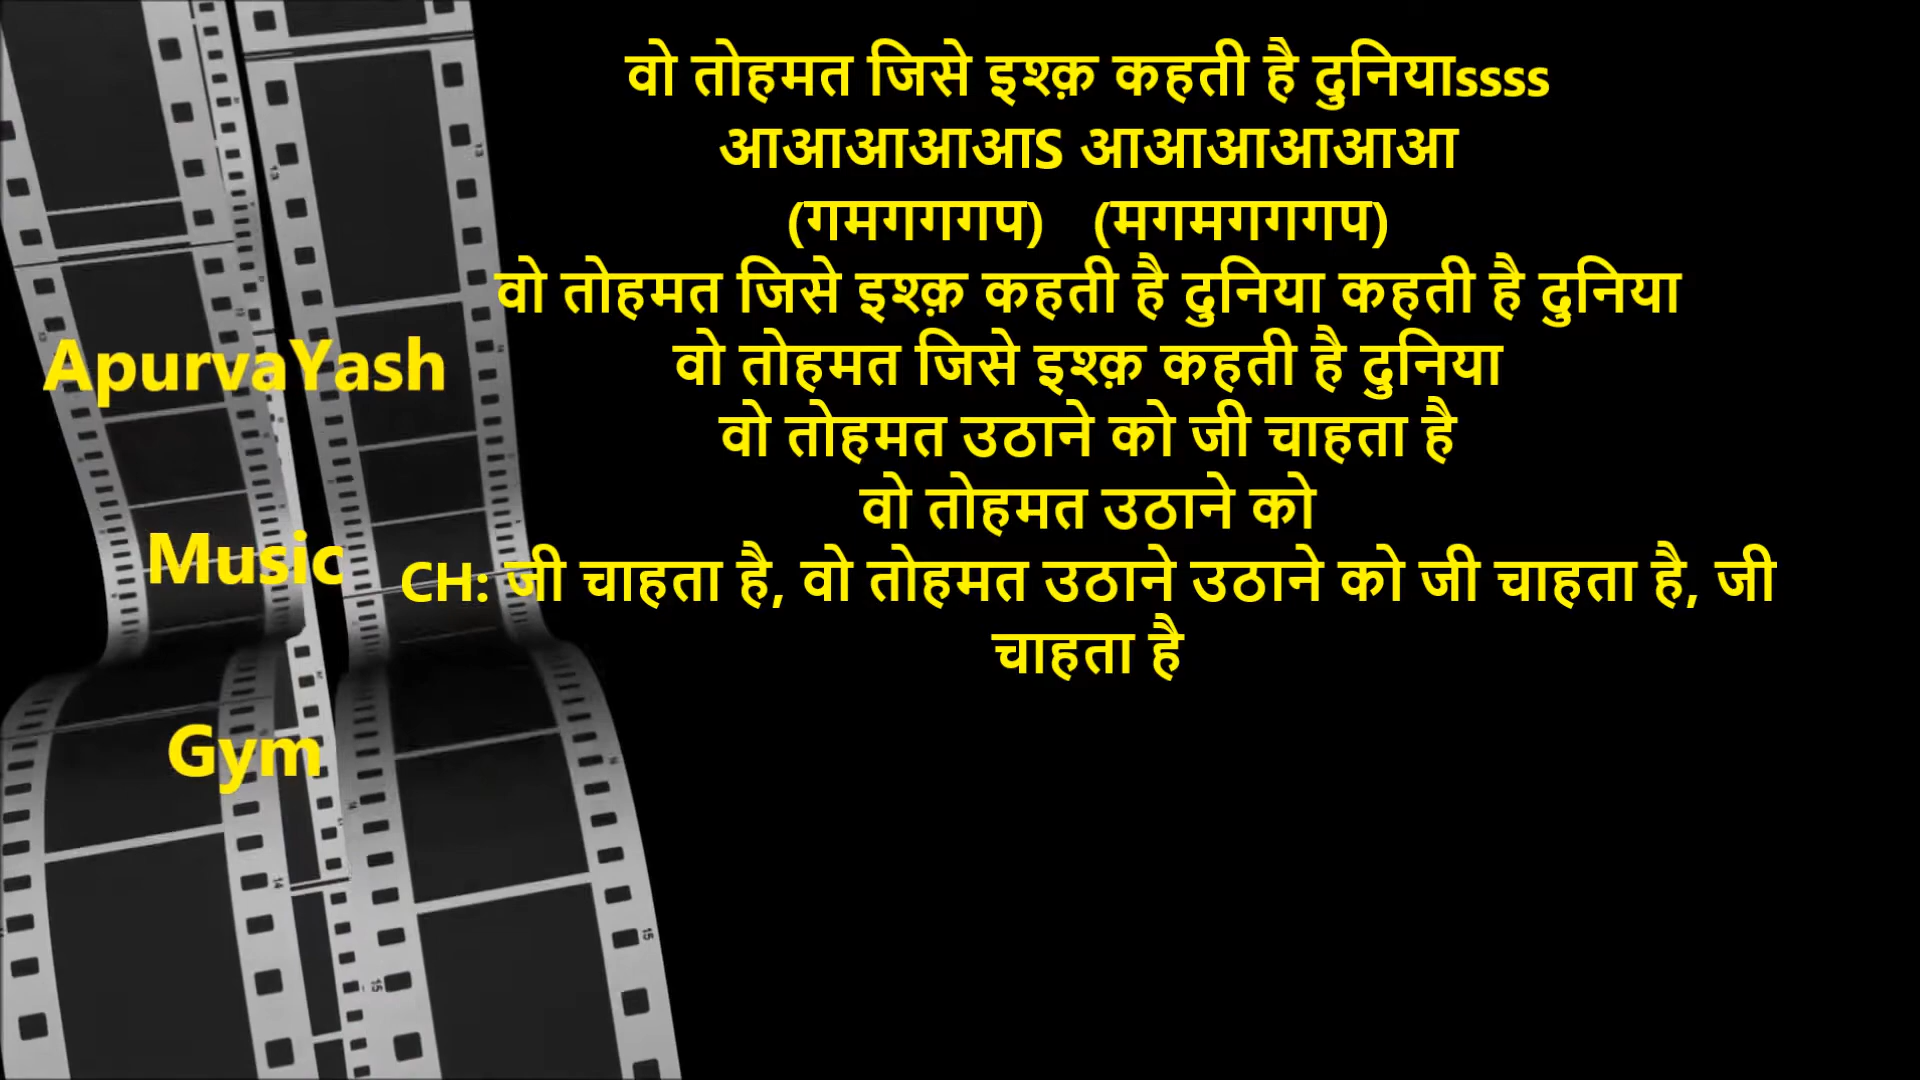 वो तोहमत जिसे इश्क़ कहती है दुनियाssss
आआआआआS आआआआआआ
(गमगगगप) (मगमगगगप)
वो तोहमत जिसे इश्क़ कहती है दुनिया कहती है दुनिया
वो तोहमत जिसे इश्क़ कहती है दुनिया
वो तोहमत उठाने को जी चाहता है
वो तोहमत उठाने को
CH: जी चाहता है, वो तोहमत उठाने उठाने को जी चाहता है, जी
चाहता है
ApurvaYash
Music
Gym